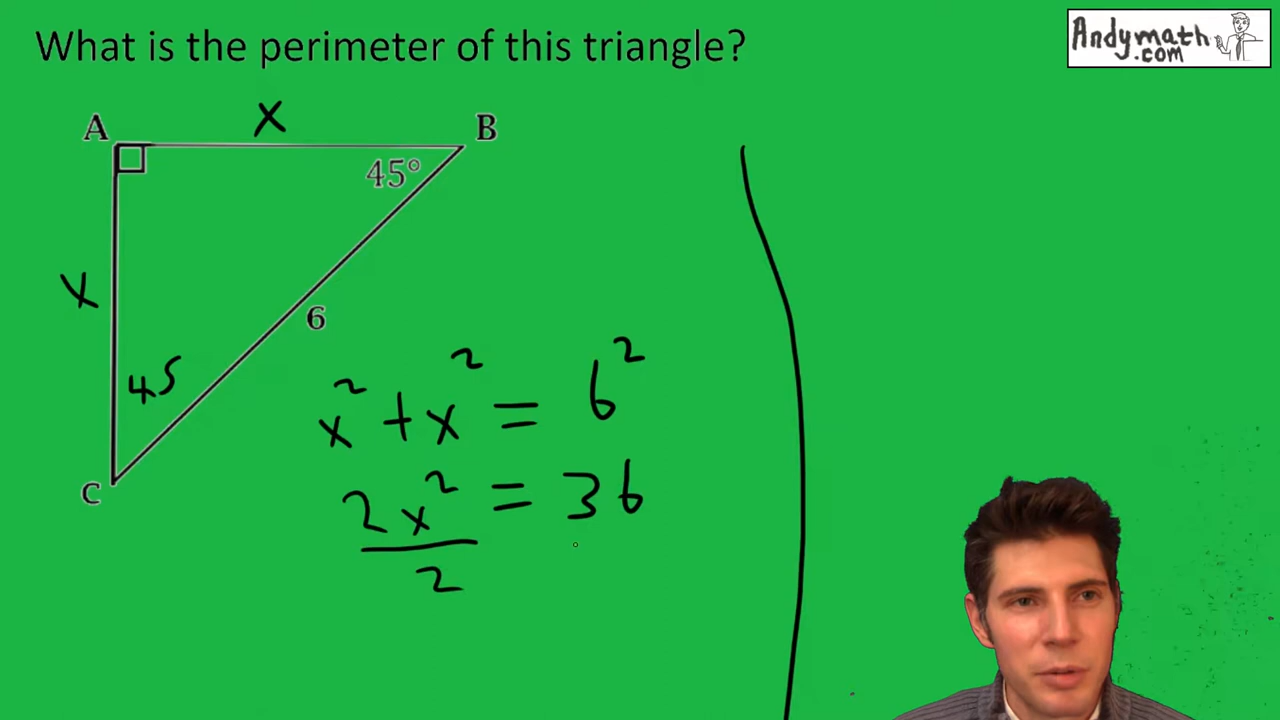 What is the perimeter of this triangle?
Andymath
.com
x
A
B
45°
x
6
45
x² + x² = 6²
2x² = 36
2
C